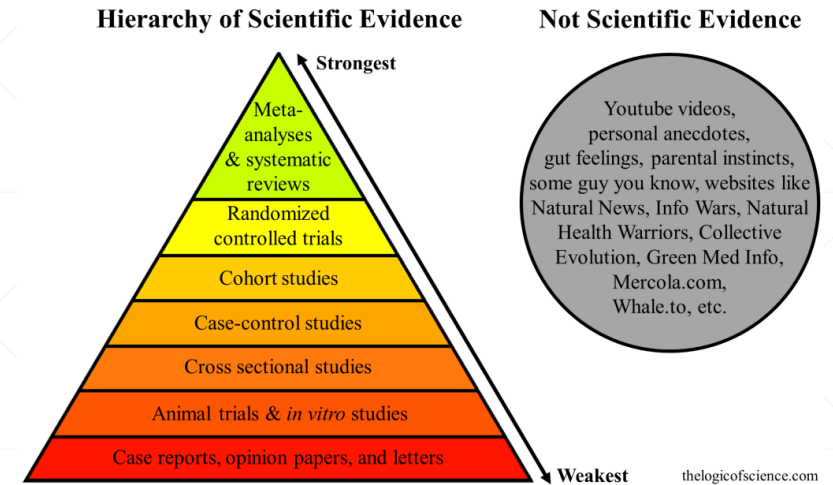 Hierarchy of Scientific Evidence
Strongest
Meta-
analyses
& systematic
reviews
Randomized
controlled trials
Cohort studies
Case-control studies
Cross sectional studies
Animal trials & in vitro studies
Case reports, opinion papers, and letters
Weakest
Not Scientific Evidence
Youtube videos,
personal anecdotes,
gut feelings, parental instincts,
some guy you know, websites like
Natural News, Info Wars, Natural
Health Warriors, Collective
Evolution, Green Med Info,
Mercola.com,
Whale.to, etc.
thelogicofscience.com